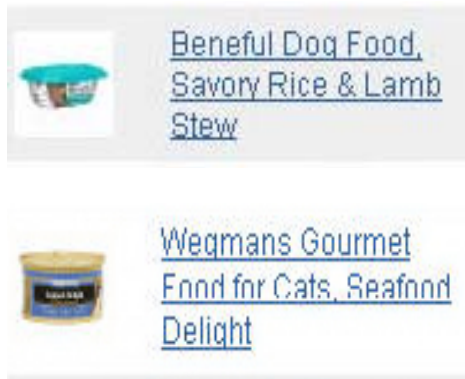 Beneful Dog Food,
Savory Rice & Lamb
Stew
Wegmans Gourmet
Food for Cats, Seafood
Delight